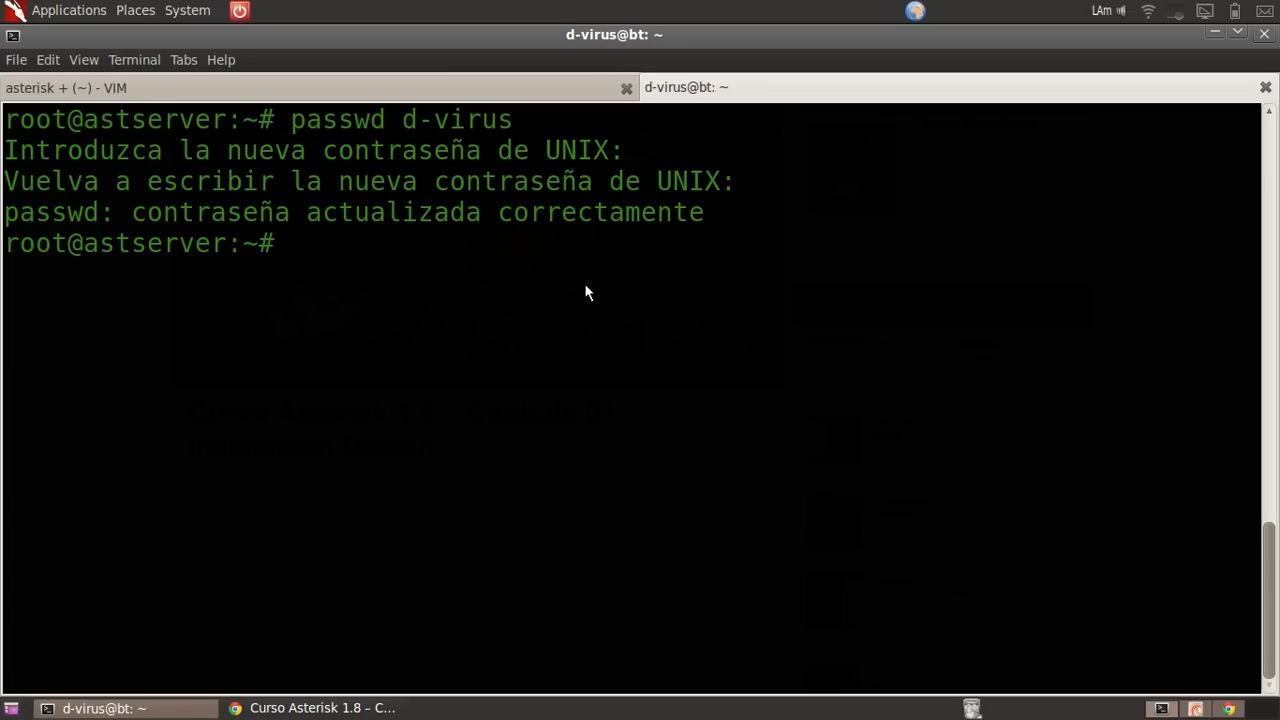 Applications Places System
LAm
d-virus@bt: ~
File Edit View Terminal Tabs Help
asterisk + (~) - VIM
d-virus@bt: ~
root@astserver:~# passwd d-virus
Introduzca la nueva contraseña de UNIX:
Vuelva a escribir la nueva contraseña de UNIX:
passwd: contraseña actualizada correctamente
root@astserver:~#
Asterisk
d-virus@bt: ~
Curso Asterisk 1.8 – C...